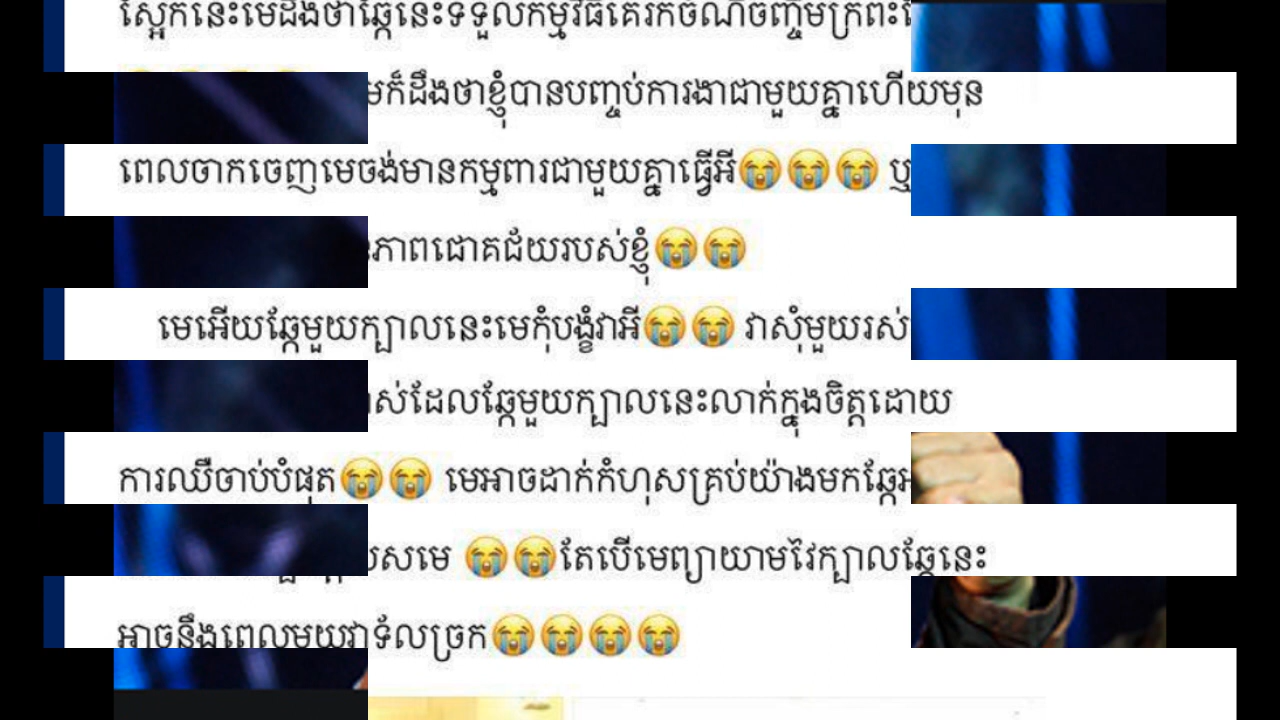 ស្អែកនេះមេដឹងថាឆ្កែនេះទទួលកម្មវិធីគេរកចំណីចិញ្ចឹមក្រពះ
មេក៏ដឹងថាខ្ញុំបានបញ្ចប់ការងាជាមួយគ្នាហើយមុន
ពេលចាកចេញមេចង់មានកម្មពារជាមួយគ្នាធ្វើអី😭😭😭 ឬ
ភាពជោគជ័យរបស់ខ្ញុំ😭😭
មេអើយឆ្កែមួយក្បាលនេះមេកុំបង្ខំវាអី😭😭 វាសុំមួយរស់
ដែលឆ្កែមួយក្បាលនេះលាក់ក្នុងចិត្តដោយ
ការឈឺចាប់បំផុត😭😭 មេអាចដាក់កំហុសគ្រប់យ៉ាងមកឆ្កែ
មេ 😭😭តែបើមេព្យាយាមវៃក្បាលឆ្កែនេះ
អាចនឹងពេលមួយវាទ័លច្រក😭😭😭😭